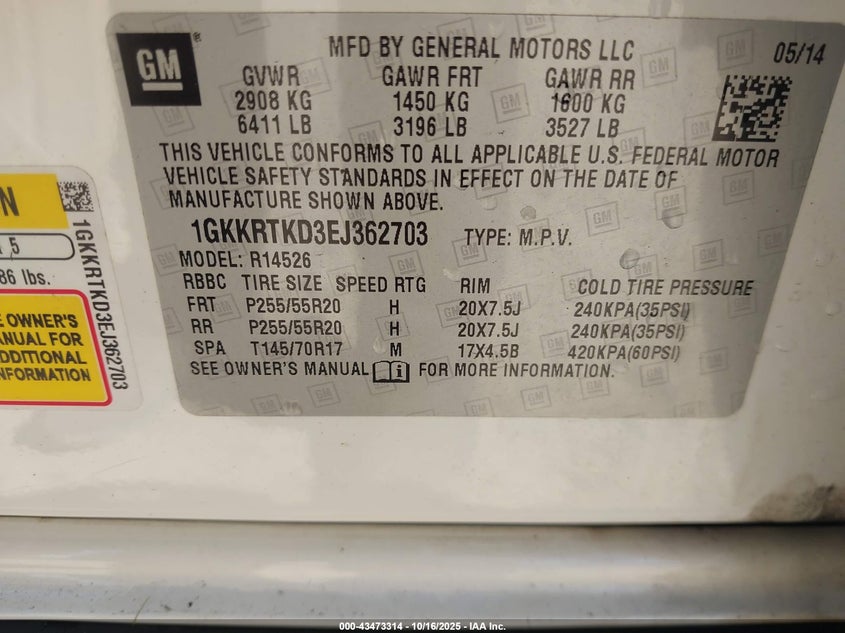 GM
MFD BY GENERAL MOTORS LLC 05/14
GVWR GAWR FRT GAWR RR
2908 KG 1450 KG 1600 KG
6411 LB 3196 LB 3527 LB
THIS VEHICLE CONFORMS TO ALL APPLICABLE U.S. FEDERAL MOTOR
VEHICLE SAFETY STANDARDS IN EFFECT ON THE DATE OF
MANUFACTURE SHOWN ABOVE.
1GKKRTKD3EJ362703 TYPE: M.P.V.
MODEL: R14526
RBBC TIRE SIZE SPEED RTG RIM COLD TIRE PRESSURE
FRT P255/55R20 H 20X7.5J 240KPA(35PSI)
RR P255/55R20 H 20X7.5J 240KPA(35PSI)
SPA T145/70R17 M 17X4.5B 420KPA(60PSI)
SEE OWNER'S MANUAL FOR MORE INFORMATION.
N
5
86 lbs.
OWNER'S
ANUAL FOR
ADDITIONAL
NFORMATION
1GKKRTKD3EJ362703
000-43473314 - 10/16/2025 - IAA Inc.